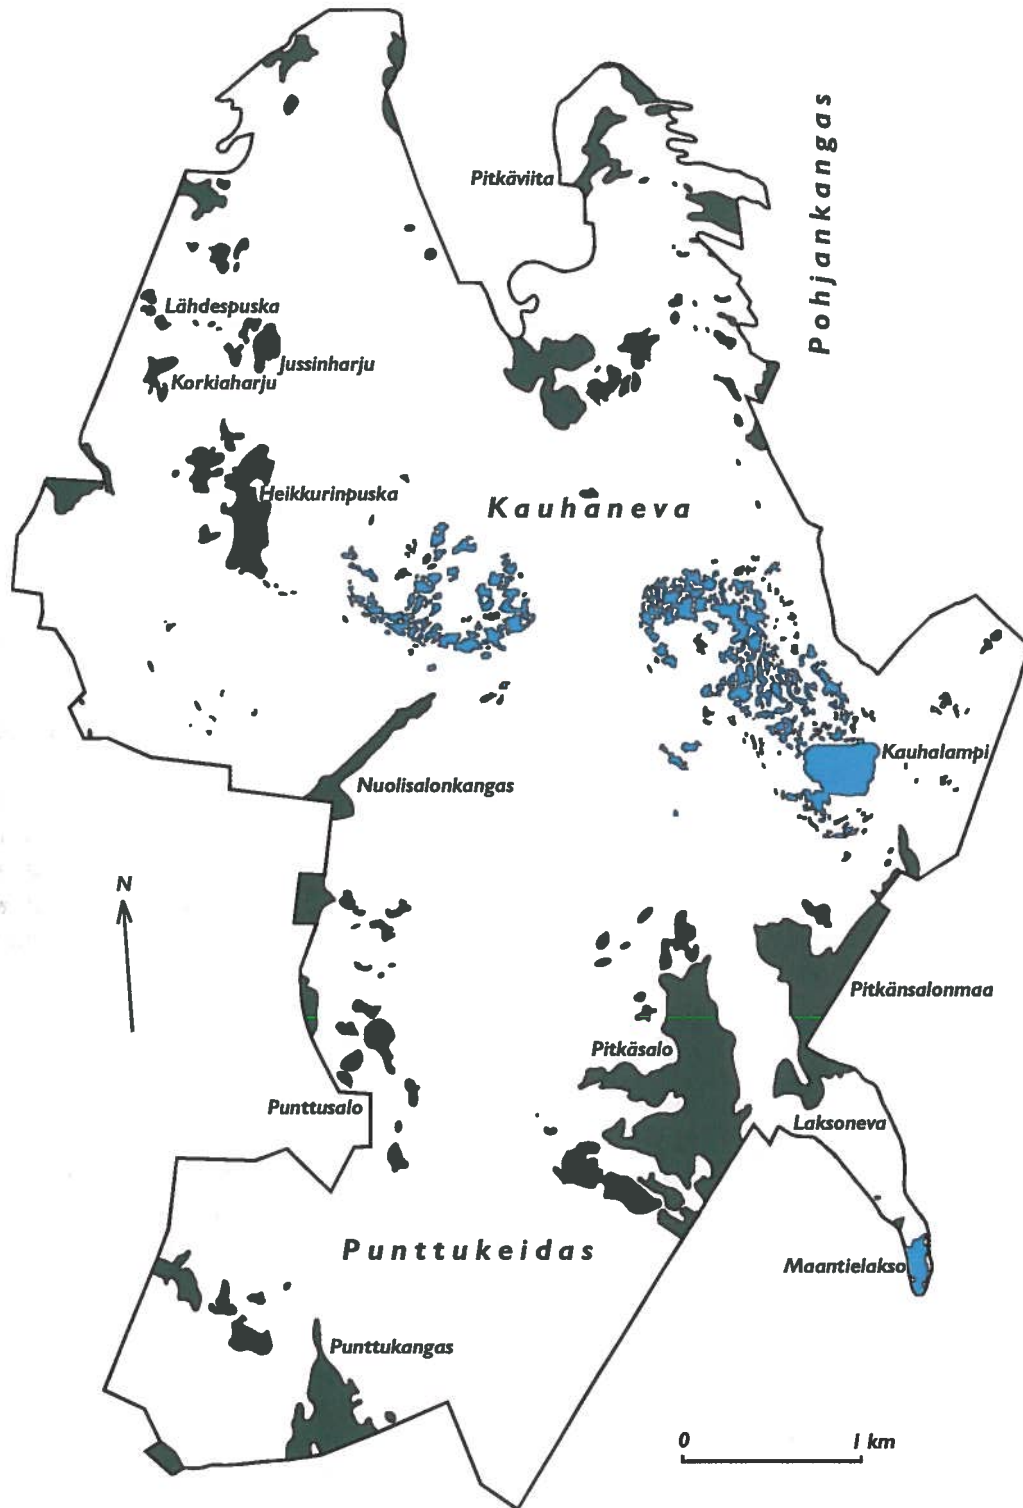 Pohjankangas
Pitkäviita
Lähdespuska
Jussinharju
Korkiaharju
Heikkurinpuska
Kauhaneva
Kauhalampi
Nuolisalonkangas
N
Pitkänsalonmaa
Pitkäsalo
Punttusalo
Laksoneva
Punttukeidas
Maantielakso
Punttukangas
0 1 km